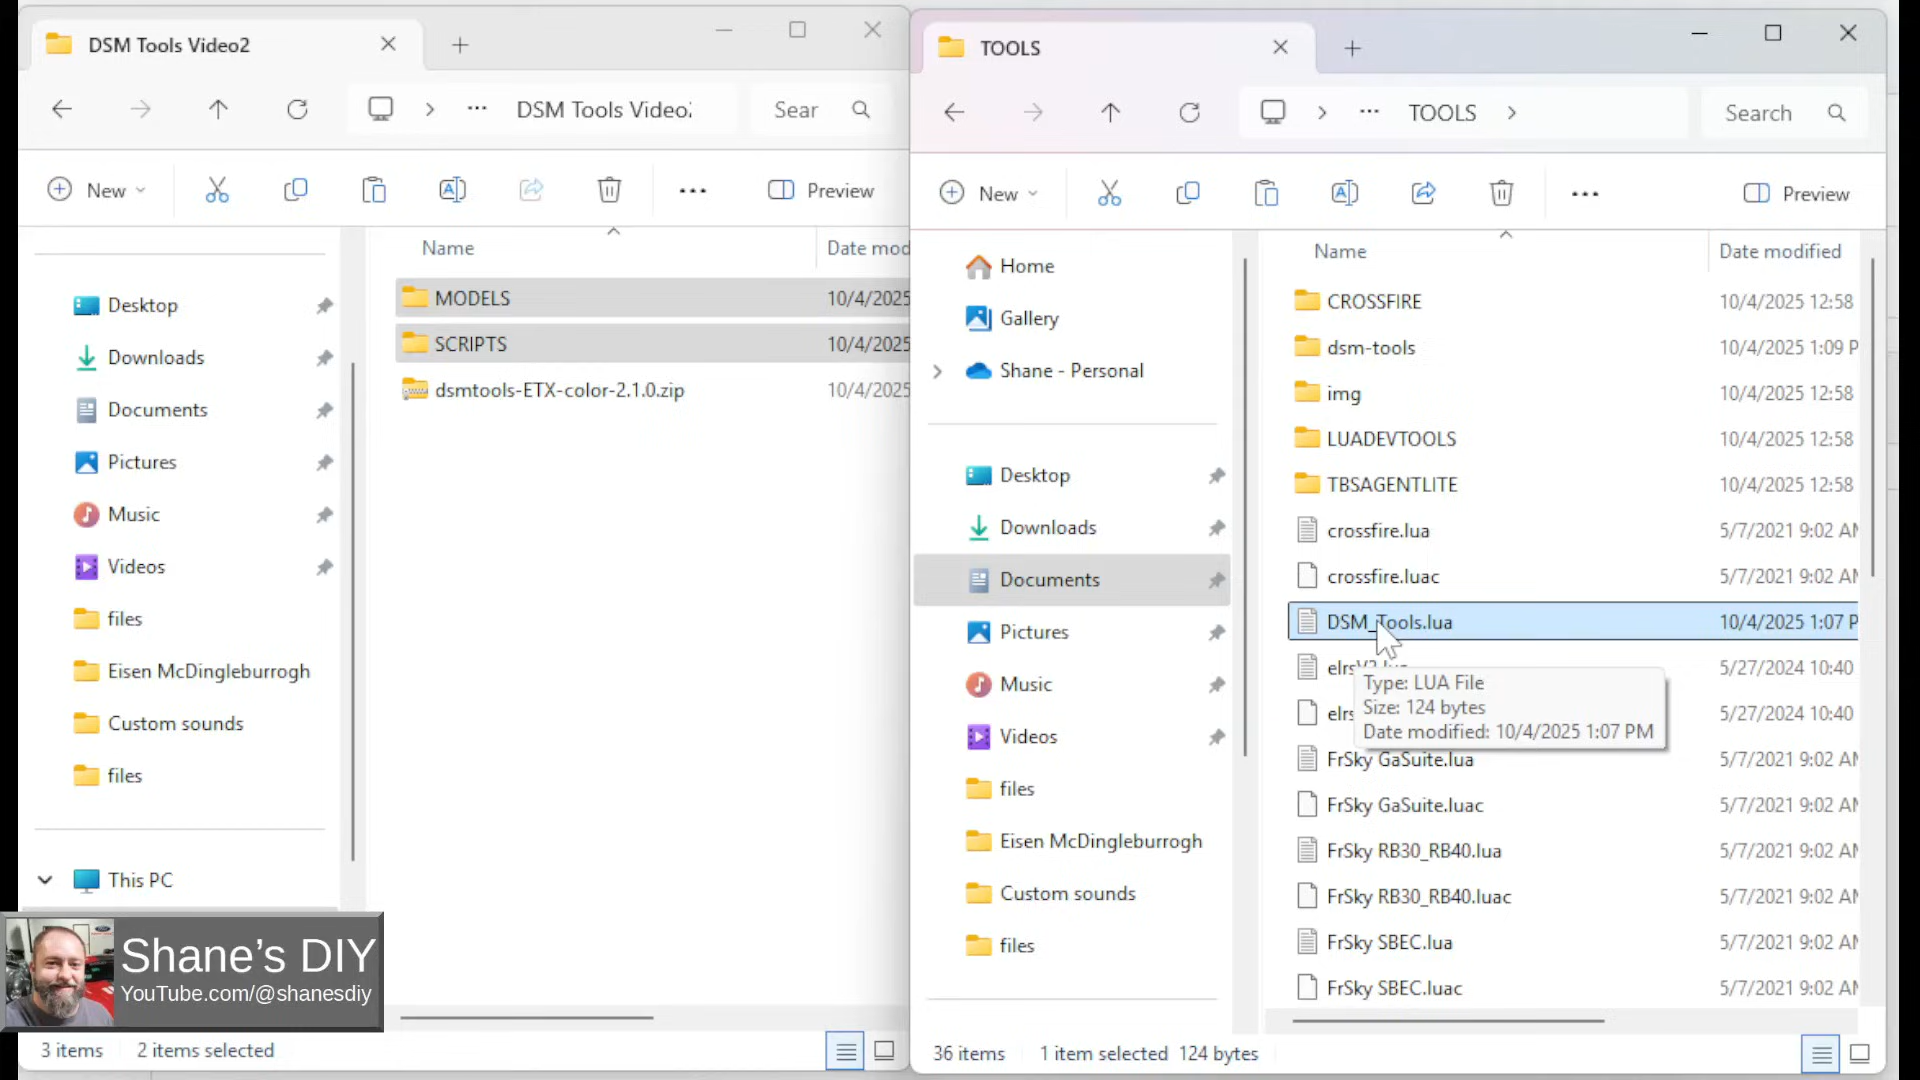 DSM Tools Video2
DSM Tools Video
Sear
New
Preview
Name
Date mod
Desktop
Downloads
Documents
Pictures
Music
Videos
files
Eisen McDingleburrogh
Custom sounds
files
This PC
MODELS 10/4/2025
SCRIPTS 10/4/2025
dsmtools-ETX-color-2.1.0.zip 10/4/2025
3 items 2 items selected
Shane's DIY
YouTube.com/@shanesdiy
TOOLS
TOOLS
Search
New
Preview
Name
Date modified
Home
Gallery
Shane - Personal
Desktop
Downloads
Documents
Pictures
Music
Videos
files
Eisen McDingleburrogh
Custom sounds
files
CROSSFIRE 10/4/2025 12:58
dsm-tools 10/4/2025 1:09 P
img 10/4/2025 12:58
LUADEVTOOLS 10/4/2025 12:58
TBSAGENTLITE 10/4/2025 12:58
crossfire.lua 5/7/2021 9:02 AM
crossfire.luac 5/7/2021 9:02 AM
DSM_Tools.lua 10/4/2025 1:07 P
5/27/2024 10:40
5/27/2024 10:40
Type: LUA File
Size: 124 bytes
Date modified: 10/4/2025 1:07 PM
FrSky GaSuite.lua 5/7/2021 9:02 AM
FrSky GaSuite.luac 5/7/2021 9:02 AM
FrSky RB30_RB40.lua 5/7/2021 9:02 AM
FrSky RB30_RB40.luac 5/7/2021 9:02 AM
FrSky SBEC.lua 5/7/2021 9:02 AM
FrSky SBEC.luac 5/7/2021 9:02 AM
36 items 1 item selected 124 bytes